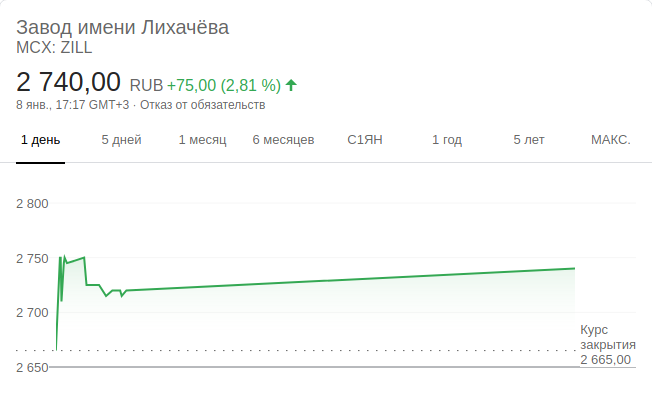 Завод имени Лихачёва
MCX: ZILL
2 740,00 RUB +75,00 (2,81 %)
8 янв., 17:17 GMT+3 · Отказ от обязательств
1 день 5 дней 1 месяц 6 месяцев С1ЯН 1 год 5 лет МАКС.
2 800
2 750
2 700
Курс
закрытия
2 665,00
2 650